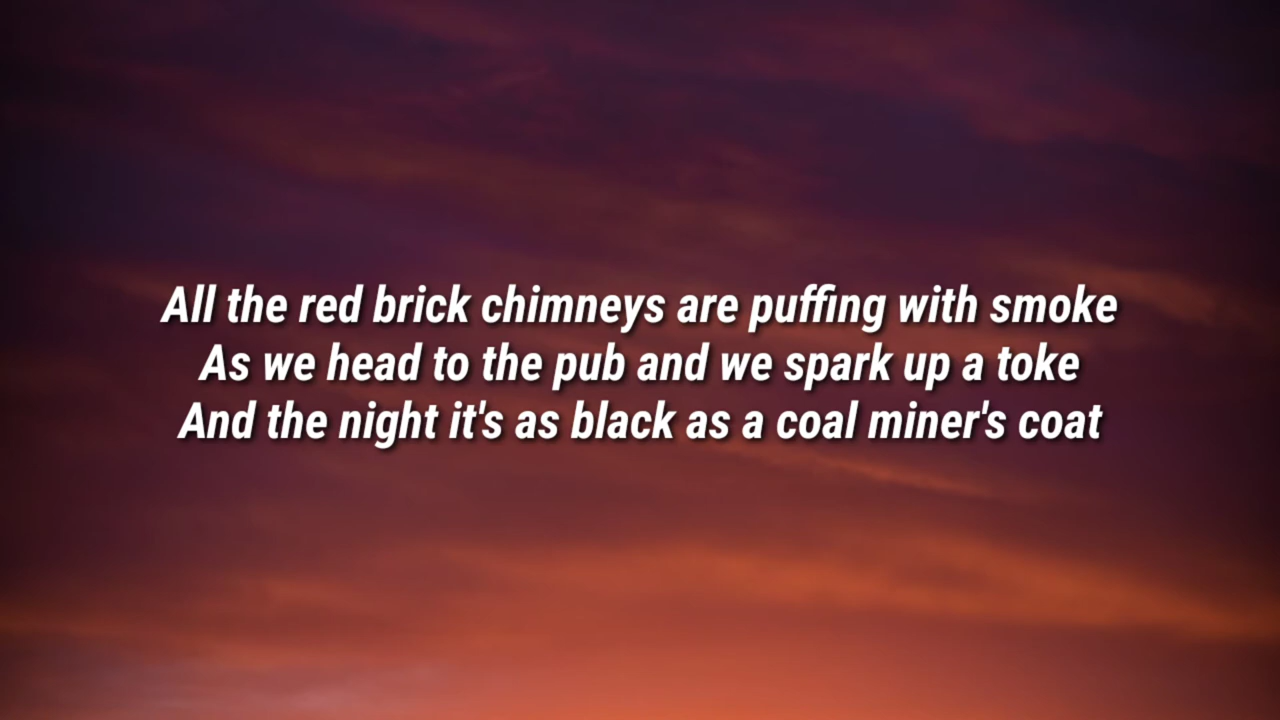 All the red brick chimneys are puffing with smoke
As we head to the pub and we spark up a toke
And the night it's as black as a coal miner's coat